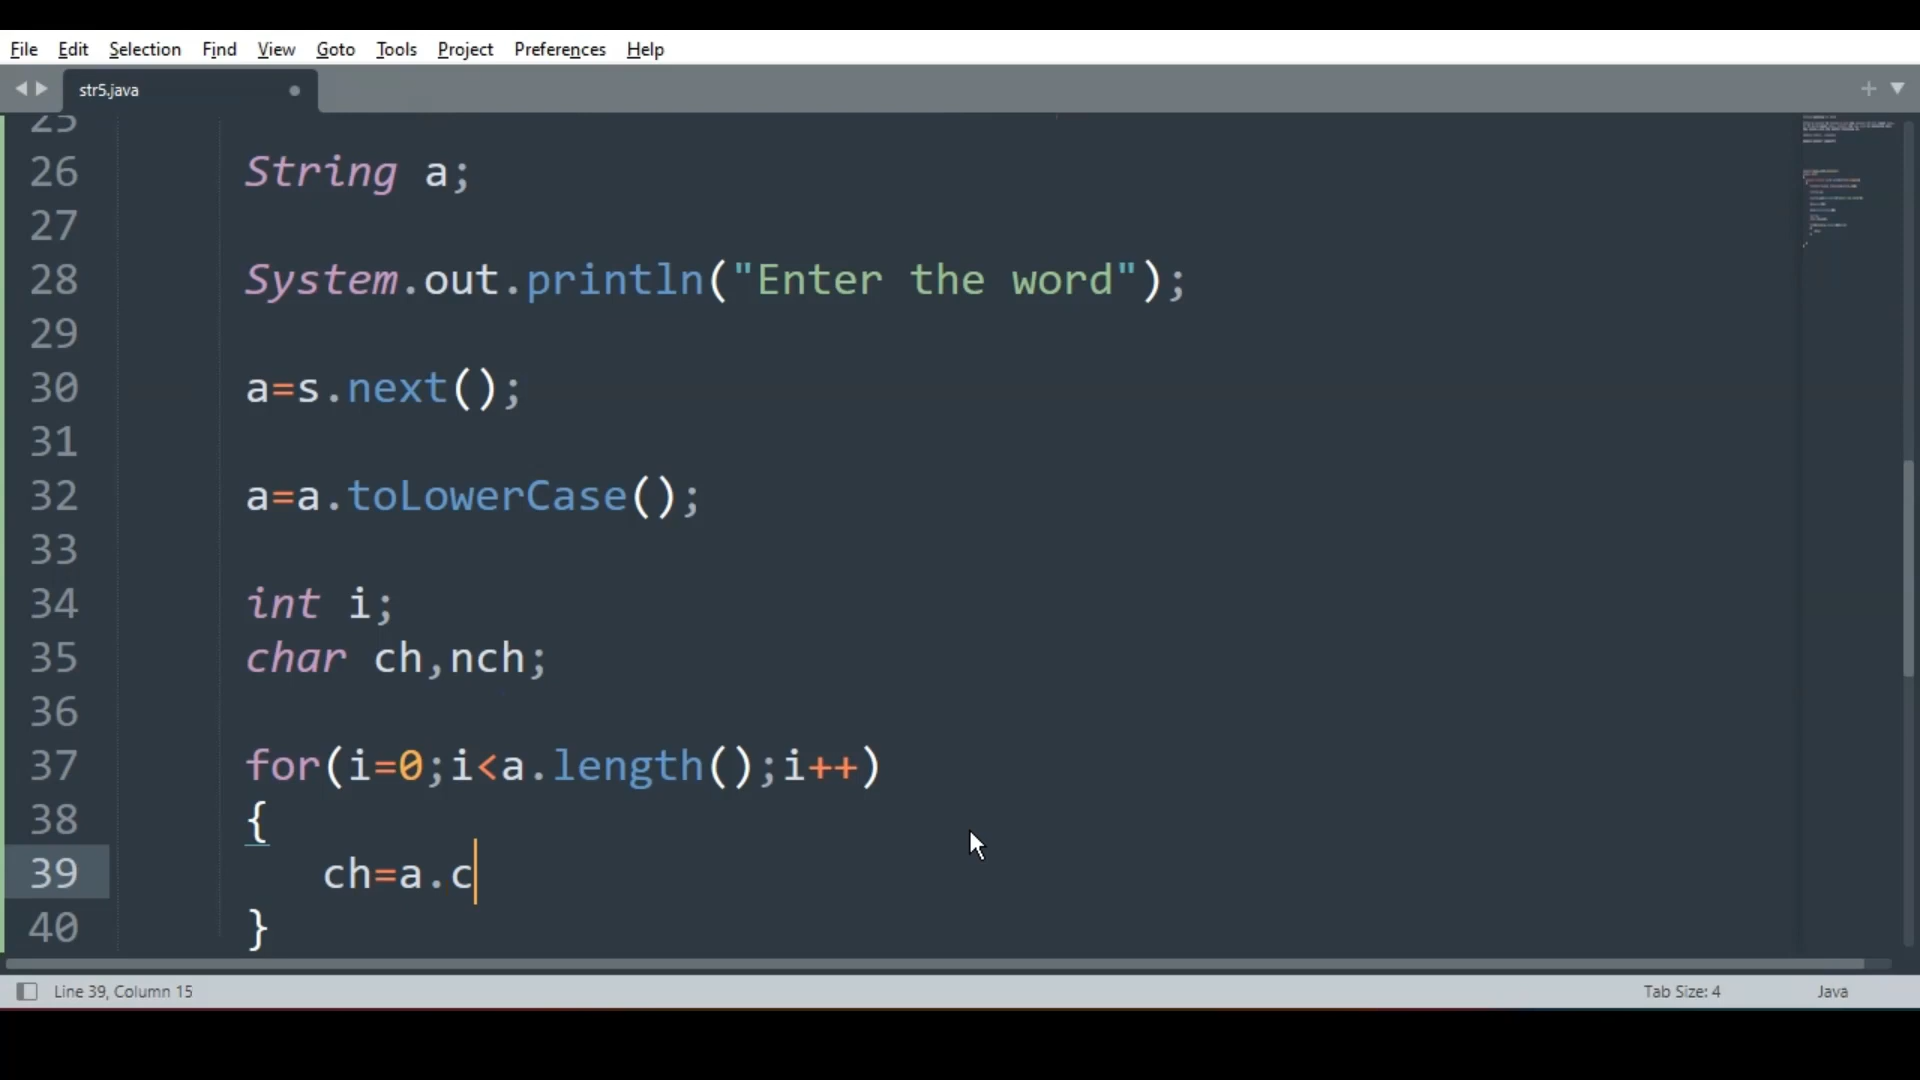 File Edit Selection Find View Goto Tools Project Preferences Help
str5.java
25
26 String a;
27
28 System.out.println("Enter the word");
29
30 a=s.next();
31
32 a=a.toLowerCase();
33
34 int i;
35 char ch,nch;
36
37 for(i=0;i<a.length();i++)
38 {
39 ch=a.c
40 }
Line 39, Column 15 Tab Size: 4 Java